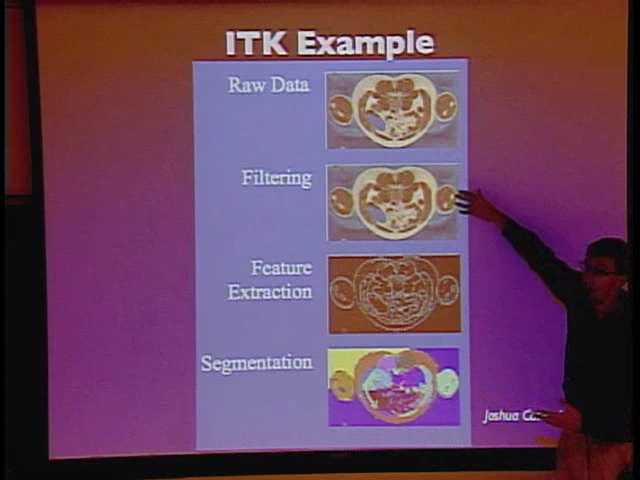 ITK Example
Raw Data
Filtering
Feature
Extraction
Segmentation
Joshua